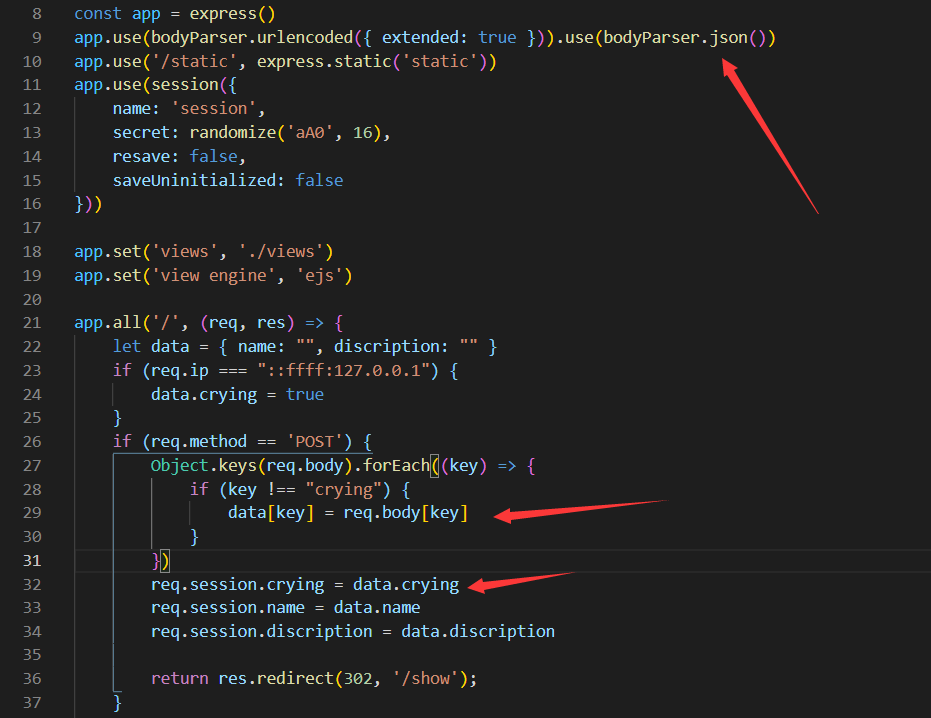 8 const app = express()
9 app.use(bodyParser.urlencoded({ extended: true })).use(bodyParser.json())
10 app.use('/static', express.static('static'))
11 app.use(session({
12     name: 'session',
13     secret: randomize('aA0', 16),
14     resave: false,
15     saveUninitialized: false
16 }))
17
18 app.set('views', './views')
19 app.set('view engine', 'ejs')
20
21 app.all('/', (req, res) => {
22     let data = { name: "", discription: "" }
23     if (req.ip === "::ffff:127.0.0.1") {
24         data.crying = true
25     }
26     if (req.method == 'POST') {
27         Object.keys(req.body).forEach((key) => {
28             if (key !== "crying") {
29                 data[key] = req.body[key]
30             }
31         })
32         req.session.crying = data.crying
33         req.session.name = data.name
34         req.session.discription = data.discription
35
36         return res.redirect(302, '/show');
37     }